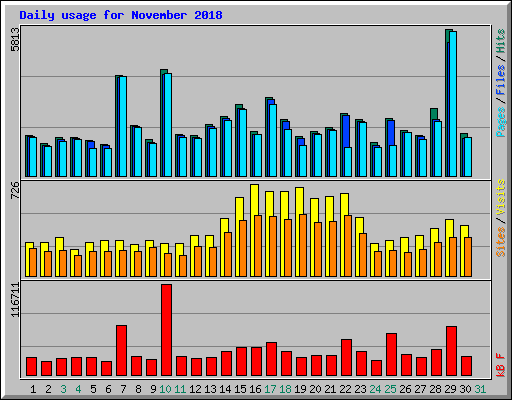 Daily usage for November 2018
5613
Pages / Files / Hits
726
Sites / Visits
116711
kB F
1 2 3 4 5 6 7 8 9 10 11 12 13 14 15 16 17 18 19 20 21 22 23 24 25 26 27 28 29 30 31